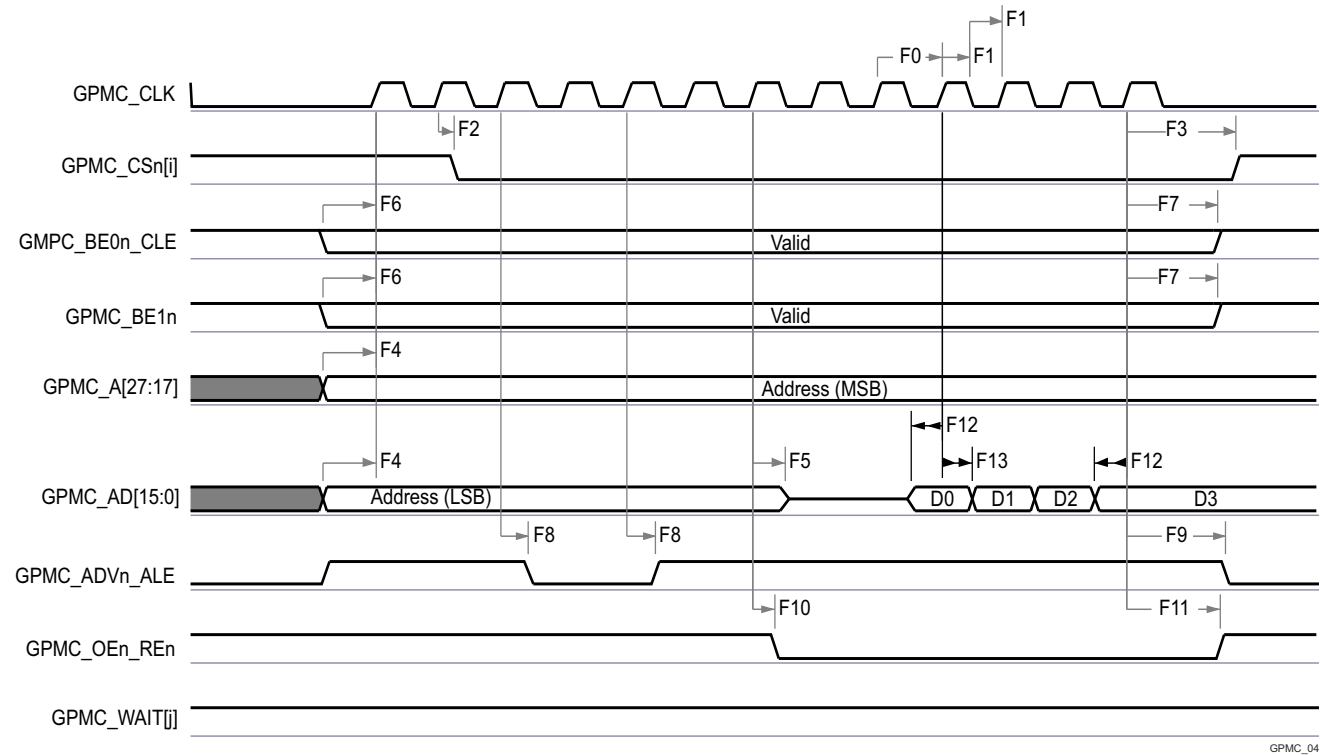 F1
F0 F1
GPMC_CLK
F2 F3
GPMC_CSn[i]
F6 F7
GMPC_BE0n_CLE Valid
F6 F7
GPMC_BE1n Valid
F4
GPMC_A[27:17] Address (MSB)
F12
F4 F5 F13 F12
GPMC_AD[15:0] Address (LSB) D0 D1 D2 D3
F8 F8 F9
GPMC_ADVn_ALE
F10 F11
GPMC_OEn_REn
GPMC_WAIT[j]
GPMC_04